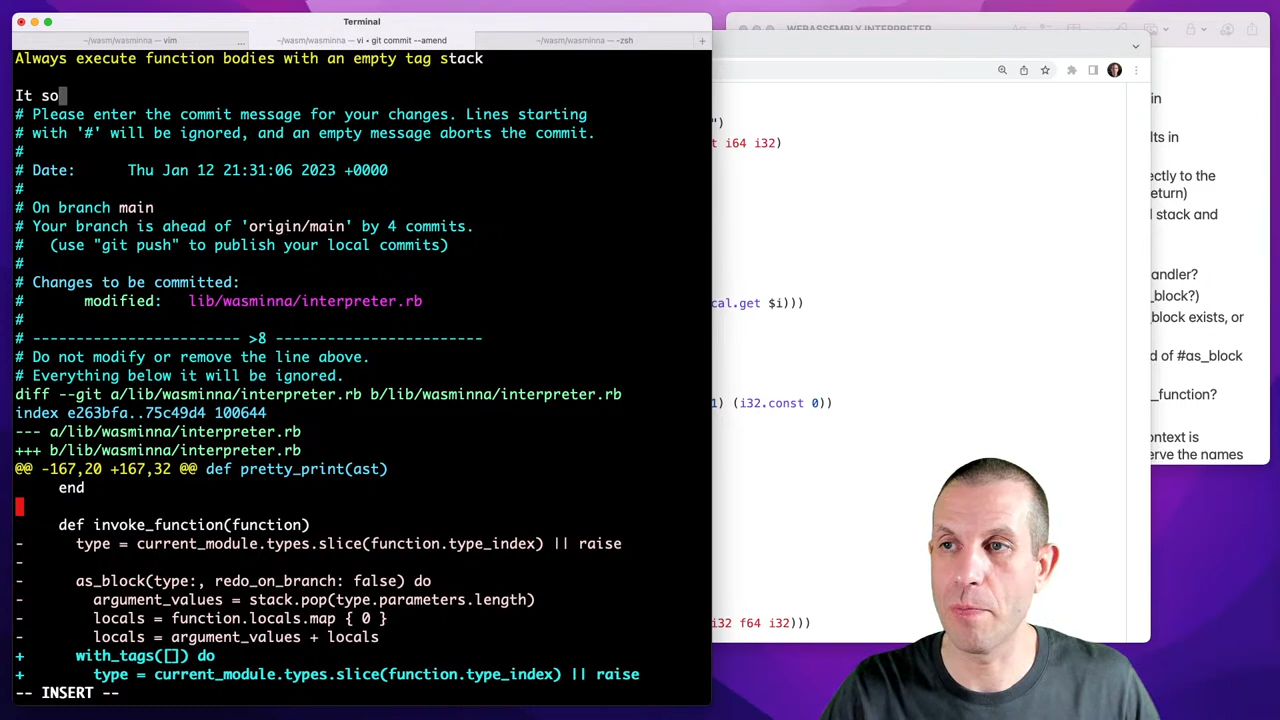 Terminal
~/wasm/wasminna — vim ...
~/wasm/wasminna — vi • git commit --amend
~/wasm/wasminna — -zsh
+
Always execute function bodies with an empty tag stack
It so
# Please enter the commit message for your changes. Lines starting
# with '#' will be ignored, and an empty message aborts the commit.
#
# Date:      Thu Jan 12 21:31:06 2023 +0000
#
# On branch main
# Your branch is ahead of 'origin/main' by 4 commits.
#   (use "git push" to publish your local commits)
#
# Changes to be committed:
#       modified:   lib/wasminna/interpreter.rb
#
# ------------------------ >8 ------------------------
# Do not modify or remove the line above.
# Everything below it will be ignored.
diff --git a/lib/wasminna/interpreter.rb b/lib/wasminna/interpreter.rb
index e263bfa..75c49d4 100644
--- a/lib/wasminna/interpreter.rb
+++ b/lib/wasminna/interpreter.rb
@@ -167,20 +167,32 @@ def pretty_print(ast)
     end
     def invoke_function(function)
-      type = current_module.types.slice(function.type_index) || raise
-
-      as_block(type:, redo_on_branch: false) do
-        argument_values = stack.pop(type.parameters.length)
-        locals = function.locals.map { 0 }
-        locals = argument_values + locals
+      with_tags([]) do
+        type = current_module.types.slice(function.type_index) || raise
-- INSERT --
WEBASSEMBLY INTERPRETER
")
t i64 i32)
cal.get $i)))
1) (i32.const 0))
i32 f64 i32)))
in
lts in
ectly to the
eturn)
l stack and
andler?
_block?)
_block exists, or
d of #as_block
_function?
ontext is
erve the names